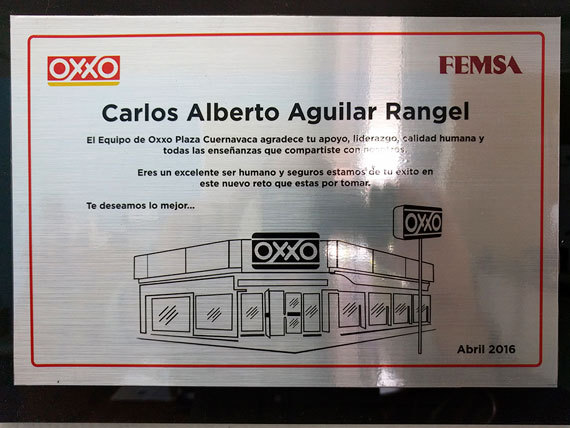 OXXO
FEMSA
Carlos Alberto Aguilar Rangel
El Equipo de Oxxo Plaza Cuernavaca agradece tu apoyo, liderazgo, calidad humana y
todas las enseñanzas que compartiste con nosotros.
Eres un excelente ser humano y seguros estamos de tu éxito en
este nuevo reto que estas por tomar.
Te deseamos lo mejor...
OXXO
OXXO
Abril 2016